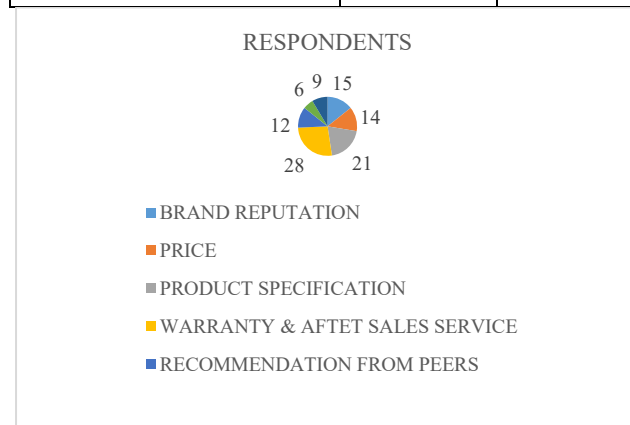 RESPONDENTS
6 9 15
12 14
28 21
BRAND REPUTATION
PRICE
PRODUCT SPECIFICATION
WARRANTY & AFTET SALES SERVICE
RECOMMENDATION FROM PEERS